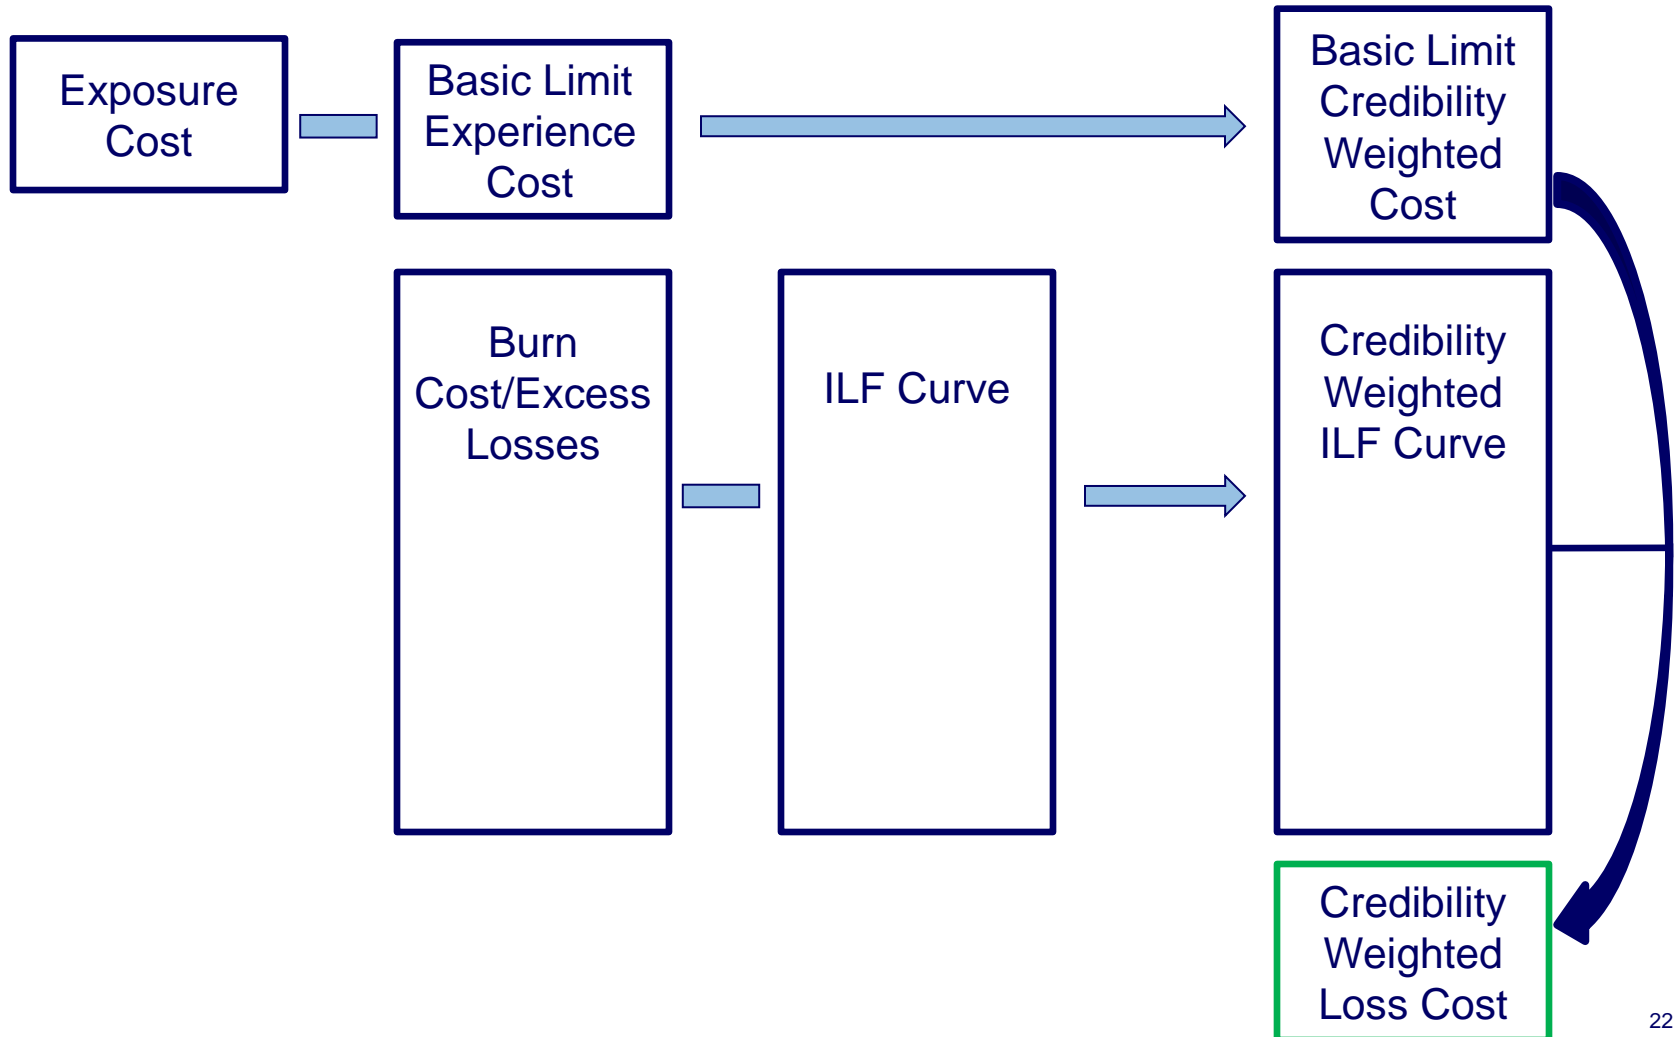 Exposure
Cost
Basic Limit
Experience
Cost
Basic Limit
Credibility
Weighted
Cost
Burn
Cost/Excess
Losses
ILF Curve
Credibility
Weighted
ILF Curve
Credibility
Weighted
Loss Cost
22